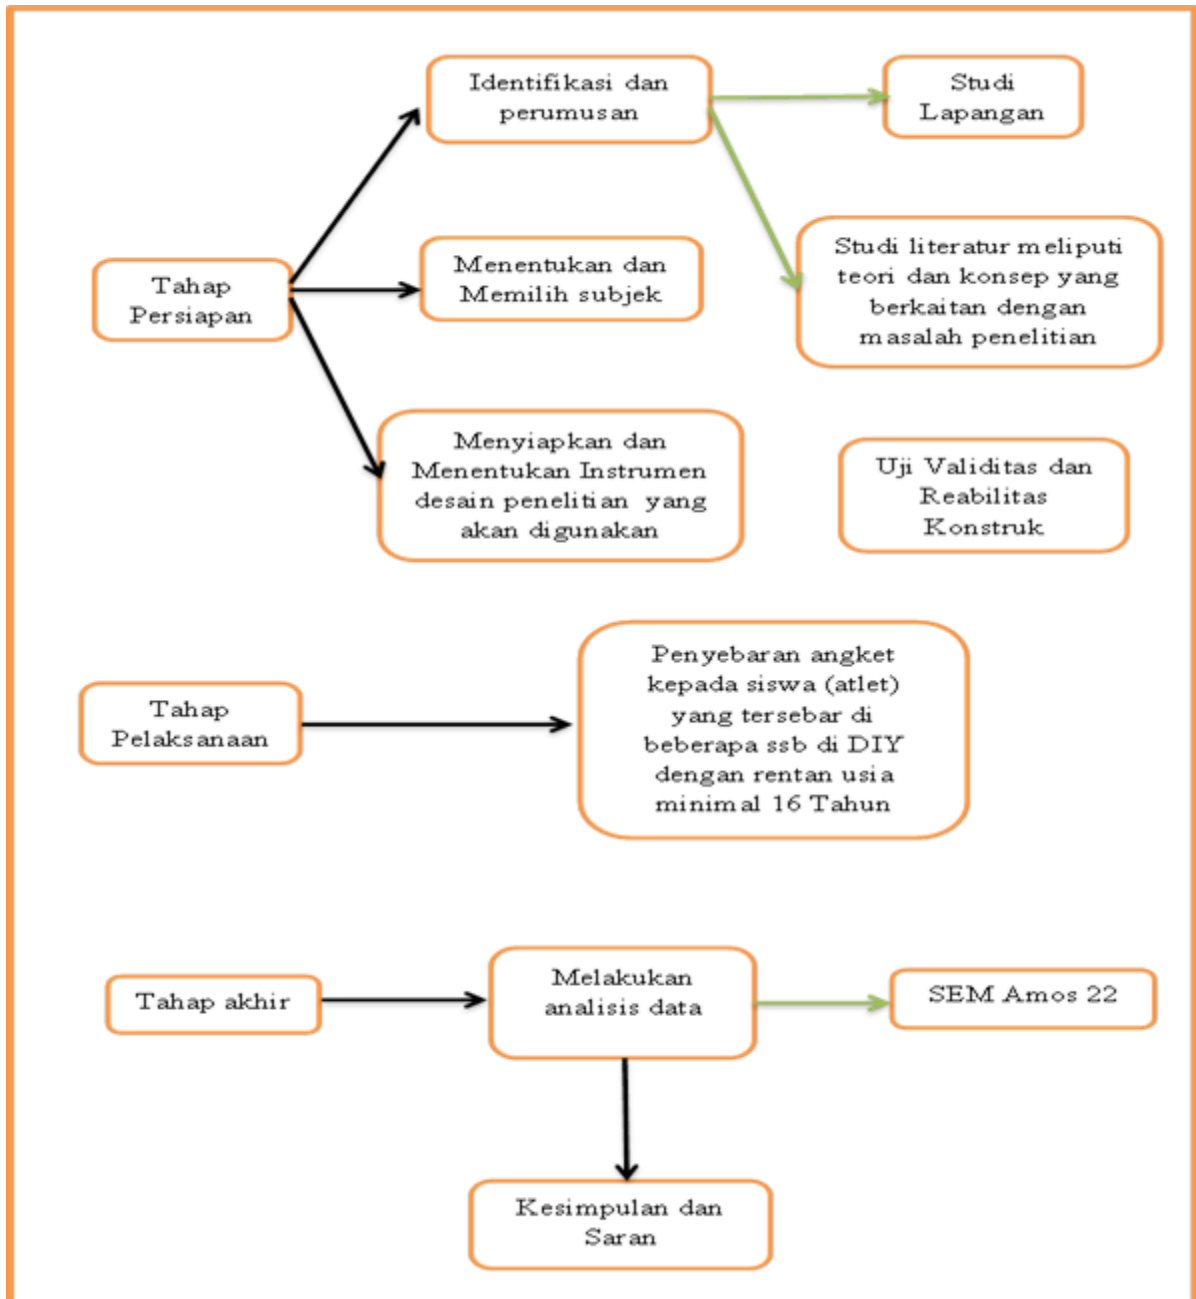 Identifikasi dan
perumusan
Studi
Lapangan
Tahap
Persiapan
Menentukan dan
Memilih subjek
Studi literatur meliputi
teori dan konsep yang
berkaitan dengan
masalah penelitian
Menyiapkan dan
Menentukan Instrumen
desain penelitian yang
akan digunakan
Uji Validitas dan
Reabilitas
Konstruk
Tahap
Pelaksanaan
Penyebaran angket
kepada siswa (atlet)
yang tersebar di
beberapa ssb di DIY
dengan rentan usia
minimal 16 Tahun
Tahap akhir
Melakukan
analisis data
SEM Amos 22
Kesimpulan dan
Saran